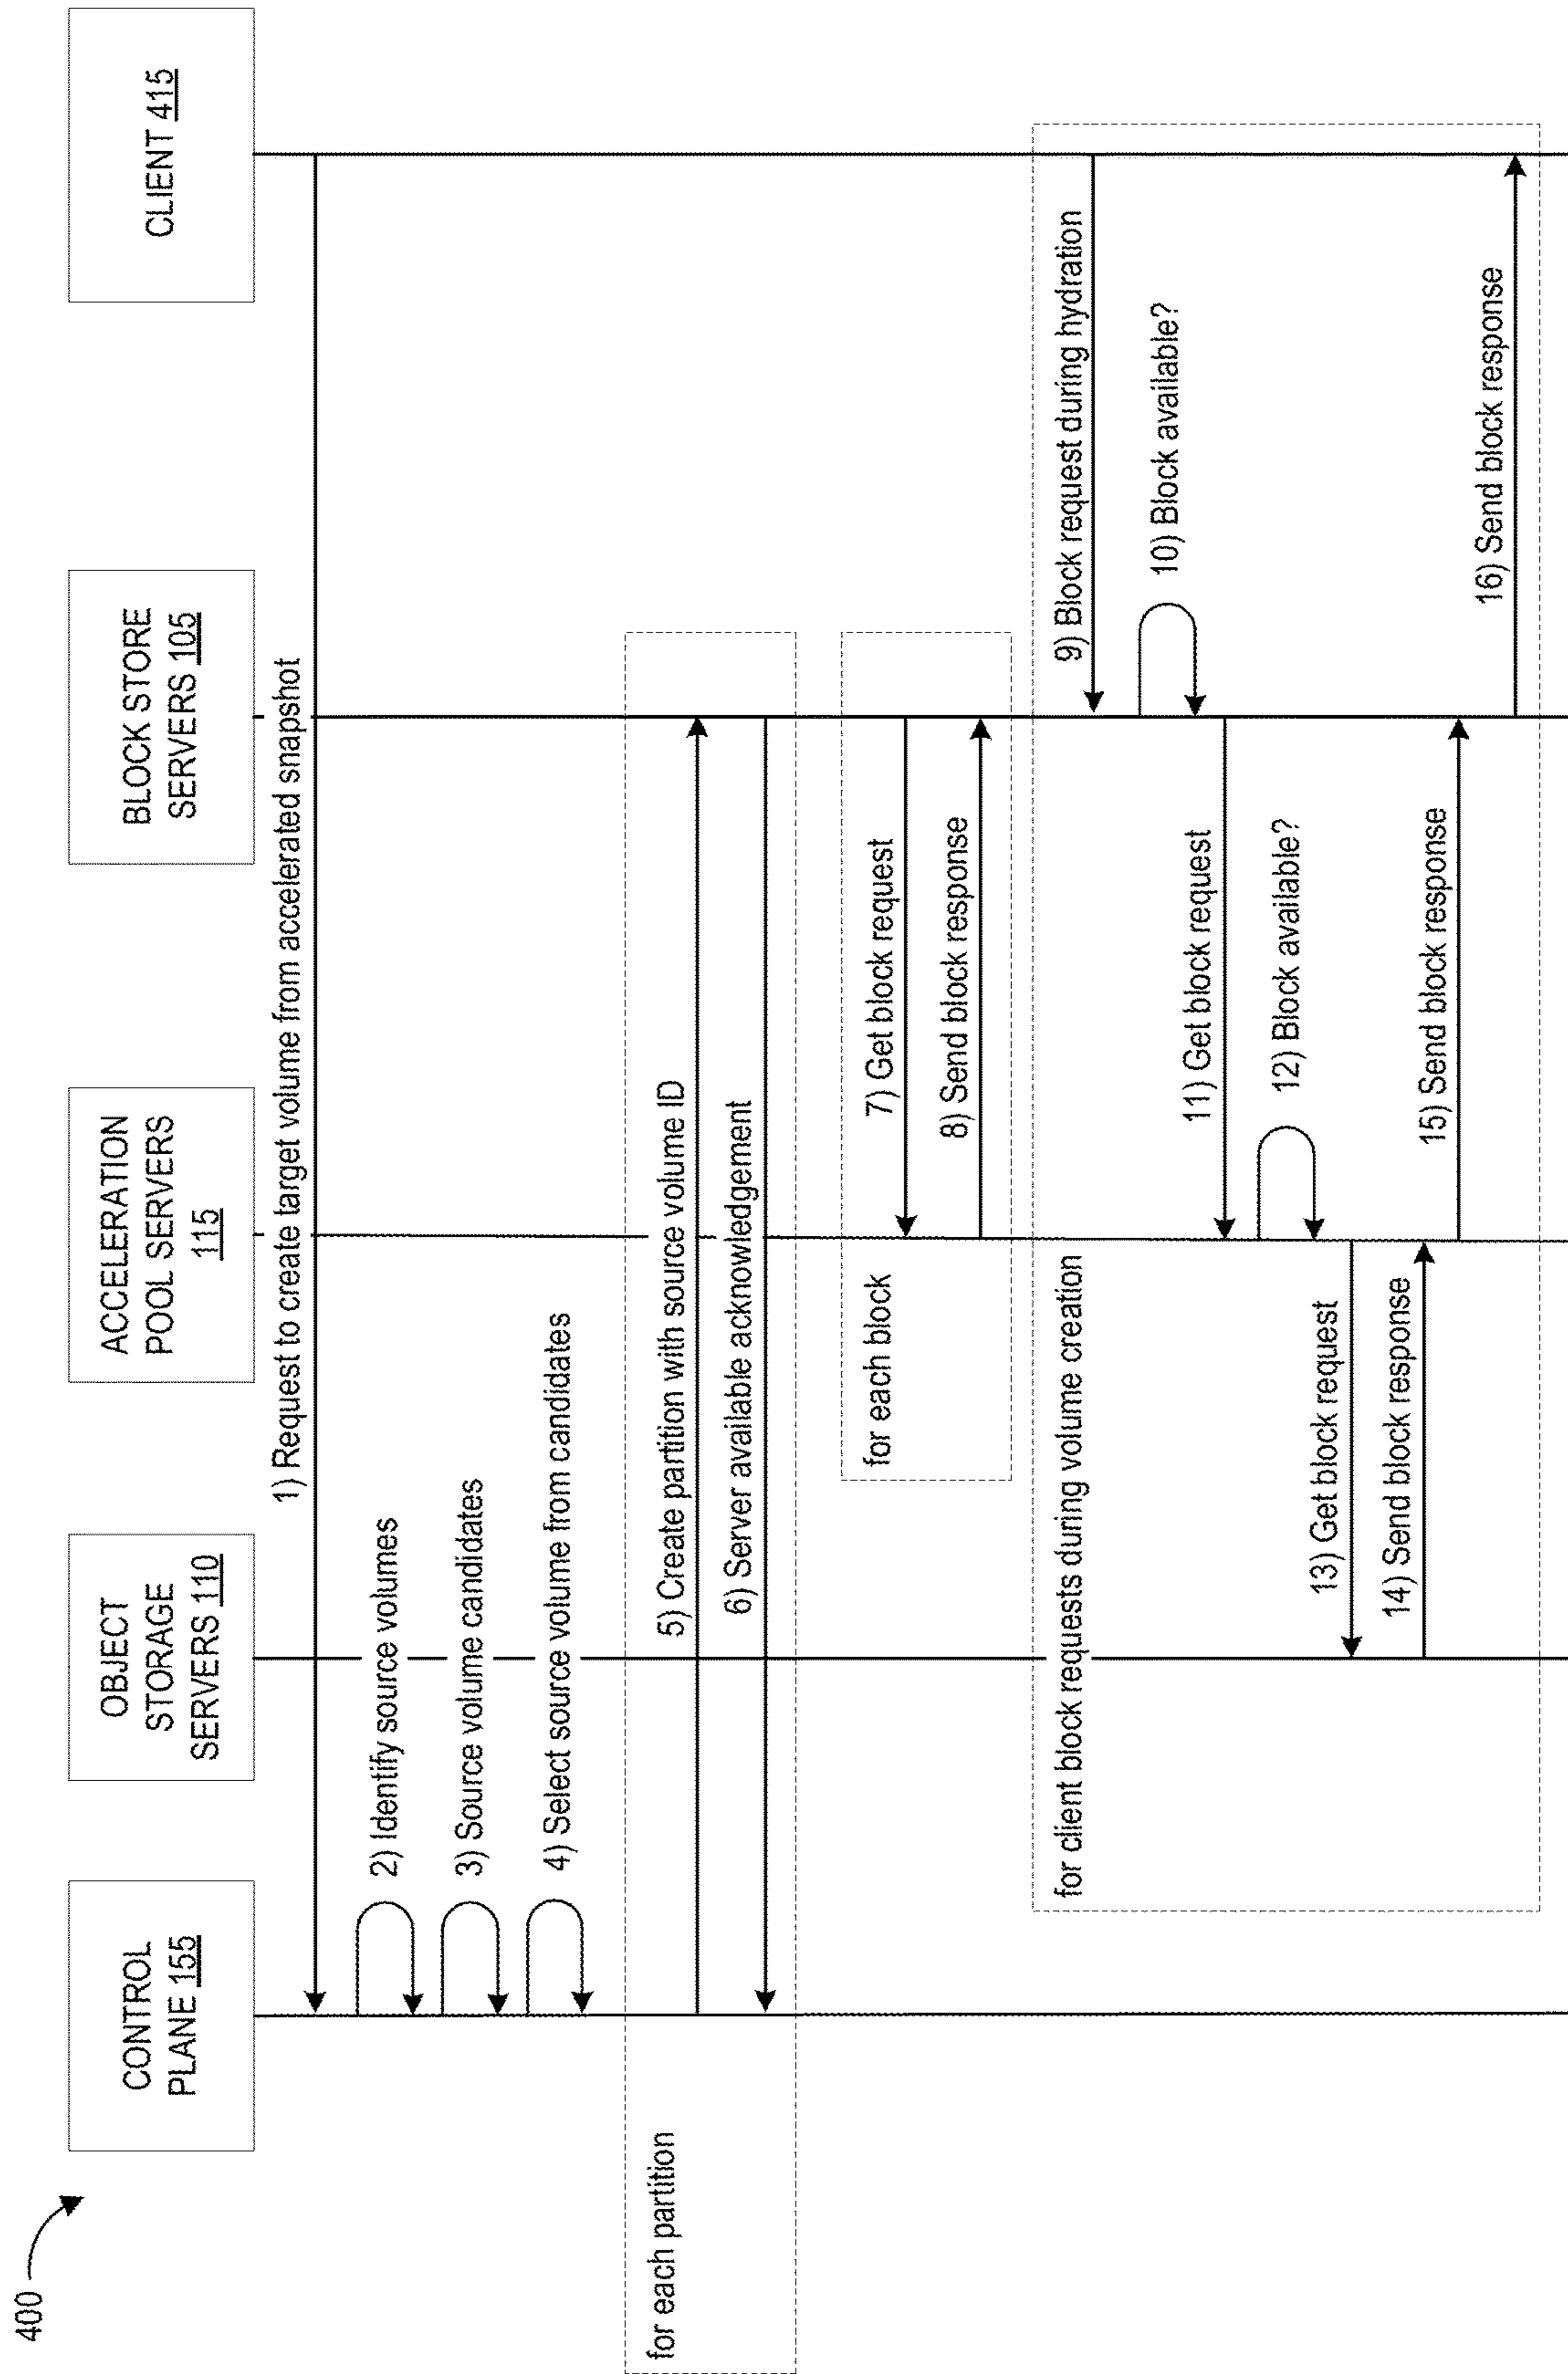 400
CONTROL
PLANE 155
OBJECT
STORAGE
SERVERS 110
ACCELERATION
POOL SERVERS
115
BLOCK STORE
SERVERS 105
CLIENT 415
1) Request to create target volume from accelerated snapshot
2) Identify source volumes
3) Source volume candidates
4) Select source volume from candidates
for each partition
5) Create partition with source volume ID
6) Server available acknowledgement
for each block
7) Get block request
8) Send block response
for client block requests during volume creation
9) Block request during hydration
10) Block available?
11) Get block request
12) Block available?
13) Get block request
14) Send block response
15) Send block response
16) Send block response